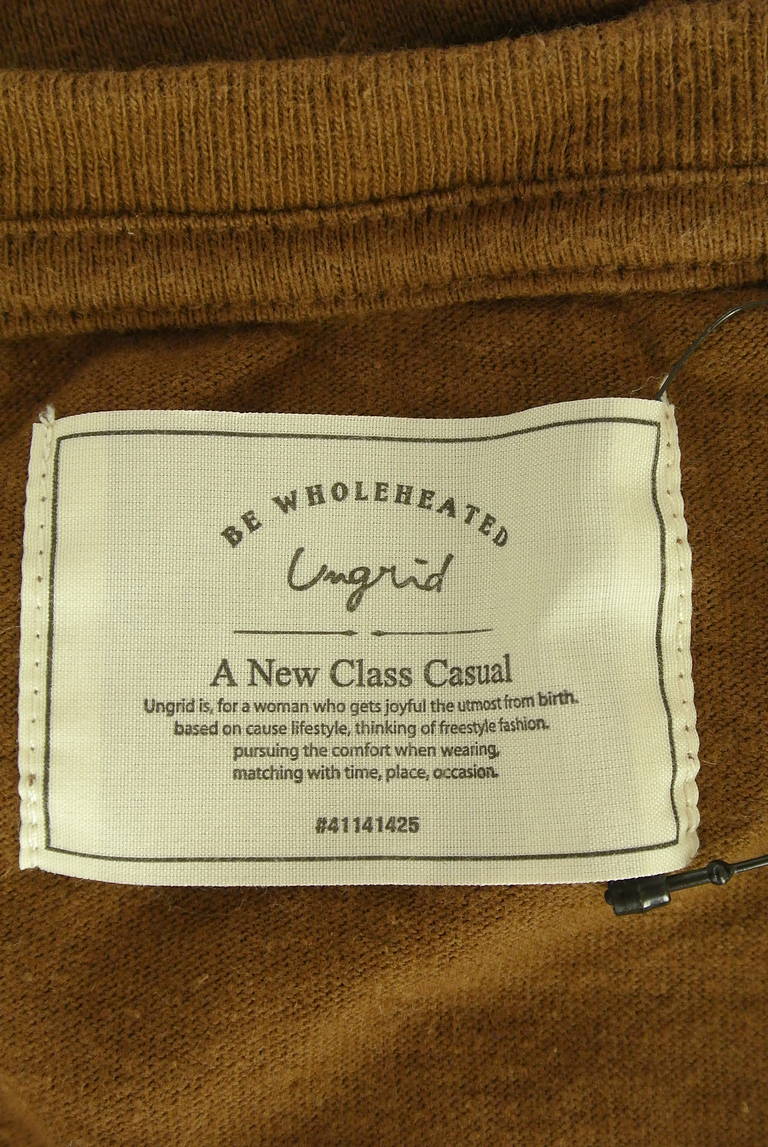 BE WHOLEHEATED
Ungrid
A New Class Casual
Ungrid is, for a woman who gets joyful the utmost from birth.
based on cause lifestyle, thinking of freestyle fashion.
pursuing the comfort when wearing,
matching with time, place, occasion.
#41141425